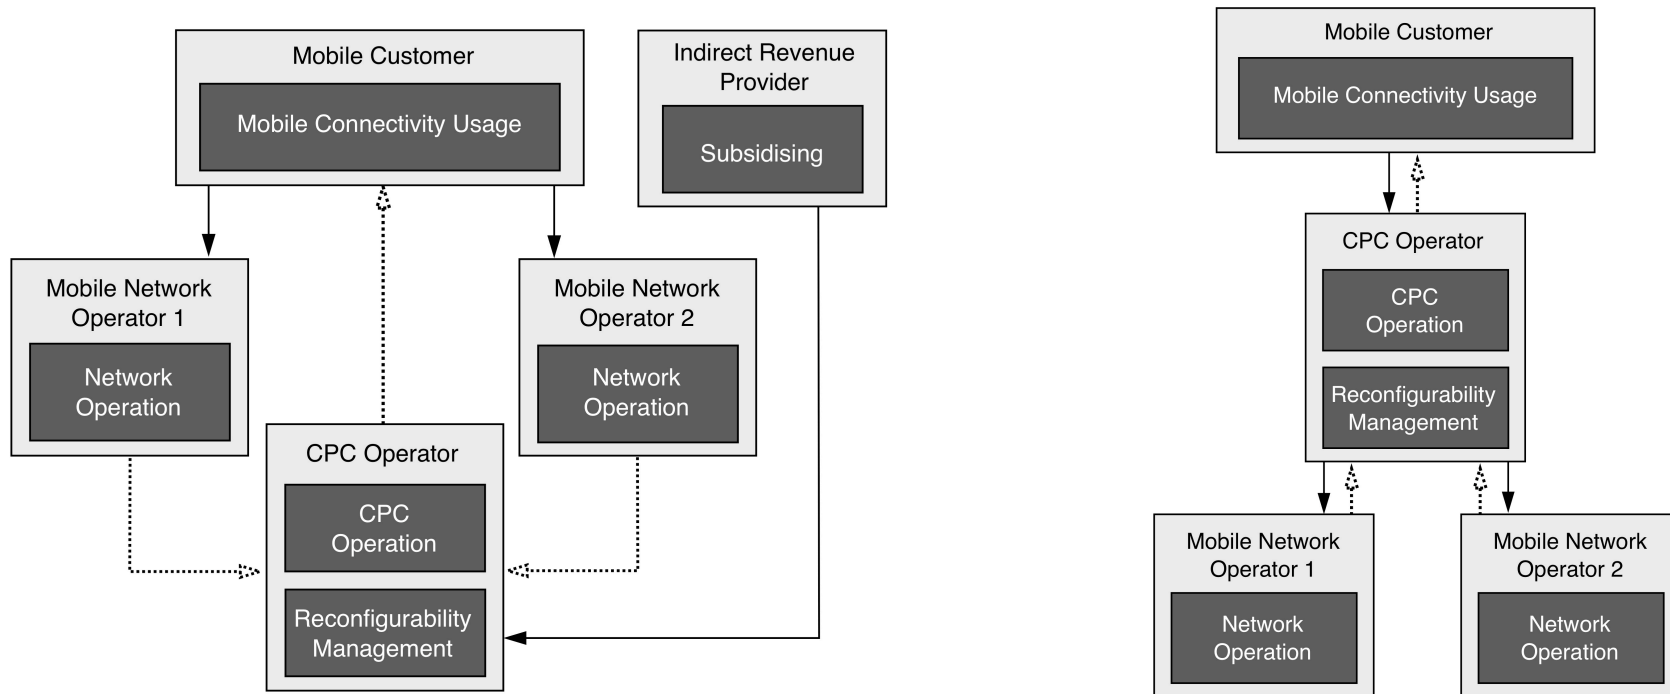 Mobile Customer
Mobile Connectivity Usage
Indirect Revenue
Provider
Subsidising
Mobile Network
Operator 1
Network
Operation
Mobile Network
Operator 2
Network
Operation
CPC Operator
CPC
Operation
Reconfigurability
Management
Mobile Customer
Mobile Connectivity Usage
CPC Operator
CPC
Operation
Reconfigurability
Management
Mobile Network
Operator 1
Network
Operation
Mobile Network
Operator 2
Network
Operation